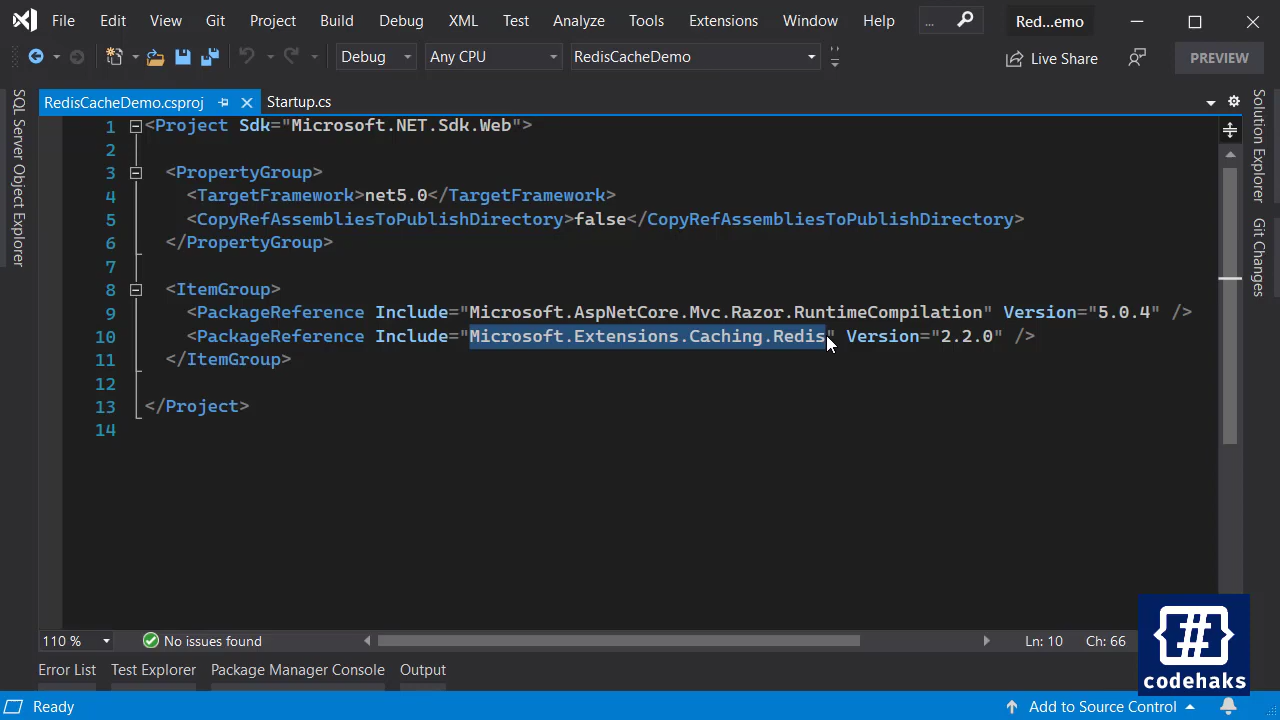 File Edit View Git Project Build Debug XML Test Analyze Tools Extensions Window Help ... Red...emo
Debug Any CPU RedisCacheDemo Live Share PREVIEW
RedisCacheDemo.csproj Startup.cs
SQL Server Object Explorer
Solution Explorer
Git Changes
1 <Project Sdk="Microsoft.NET.Sdk.Web">
2
3 <PropertyGroup>
4 <TargetFramework>net5.0</TargetFramework>
5 <CopyRefAssembliesToPublishDirectory>false</CopyRefAssembliesToPublishDirectory>
6 </PropertyGroup>
7
8 <ItemGroup>
9 <PackageReference Include="Microsoft.AspNetCore.Mvc.Razor.RuntimeCompilation" Version="5.0.4" />
10 <PackageReference Include="Microsoft.Extensions.Caching.Redis" Version="2.2.0" />
11 </ItemGroup>
12
13 </Project>
14
110 % No issues found Ln: 10 Ch: 66
Error List Test Explorer Package Manager Console Output
{#}
codehaks
Ready Add to Source Control